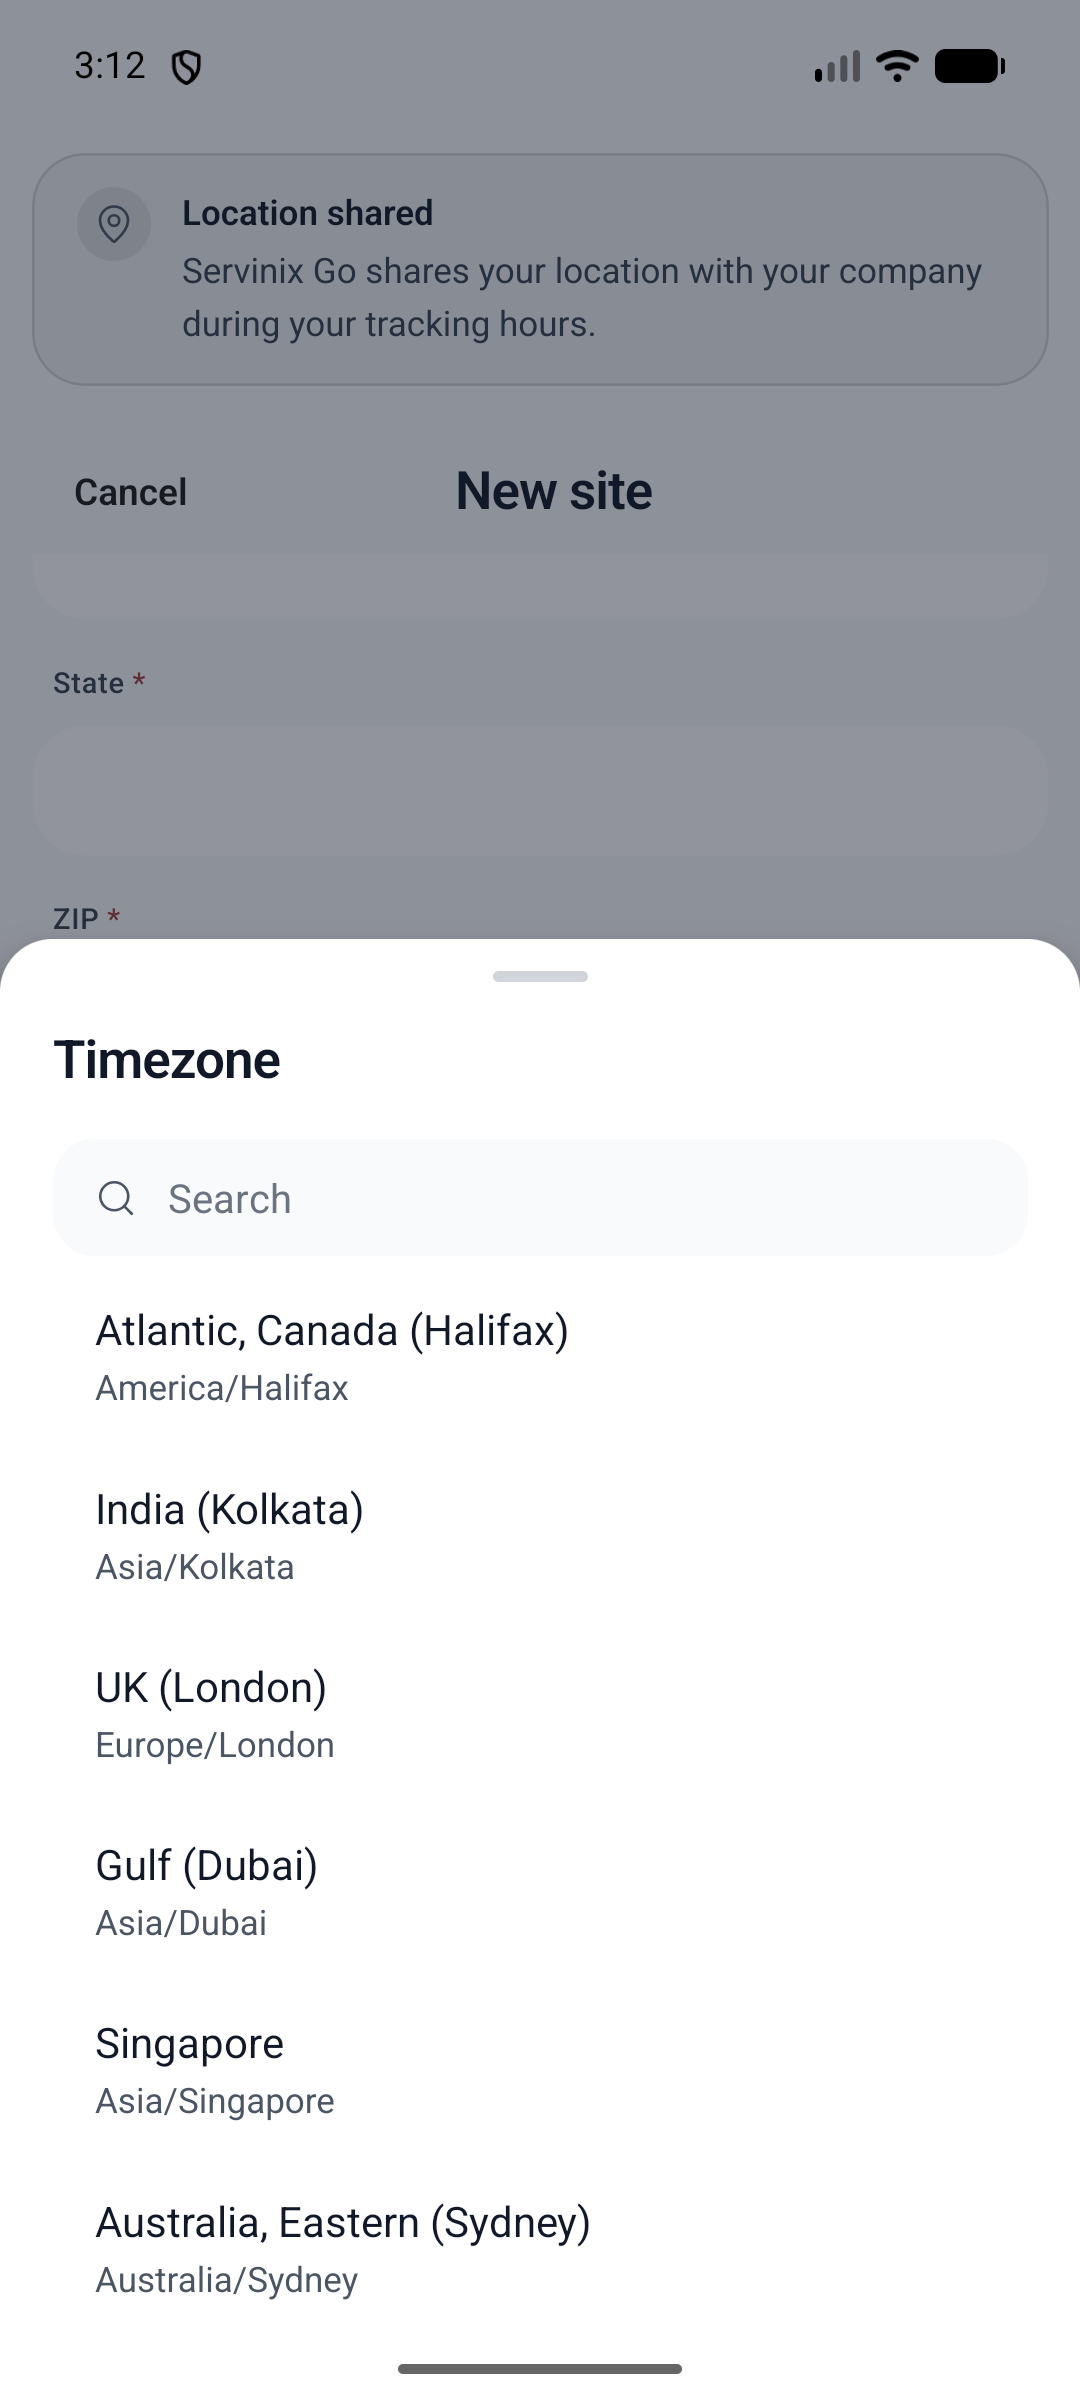 3:12
Location shared
Servinix Go shares your location with your company
during your tracking hours.
Cancel
New site
State *
ZIP *
Timezone
Search
Atlantic, Canada (Halifax)
America/Halifax
India (Kolkata)
Asia/Kolkata
UK (London)
Europe/London
Gulf (Dubai)
Asia/Dubai
Singapore
Asia/Singapore
Australia, Eastern (Sydney)
Australia/Sydney